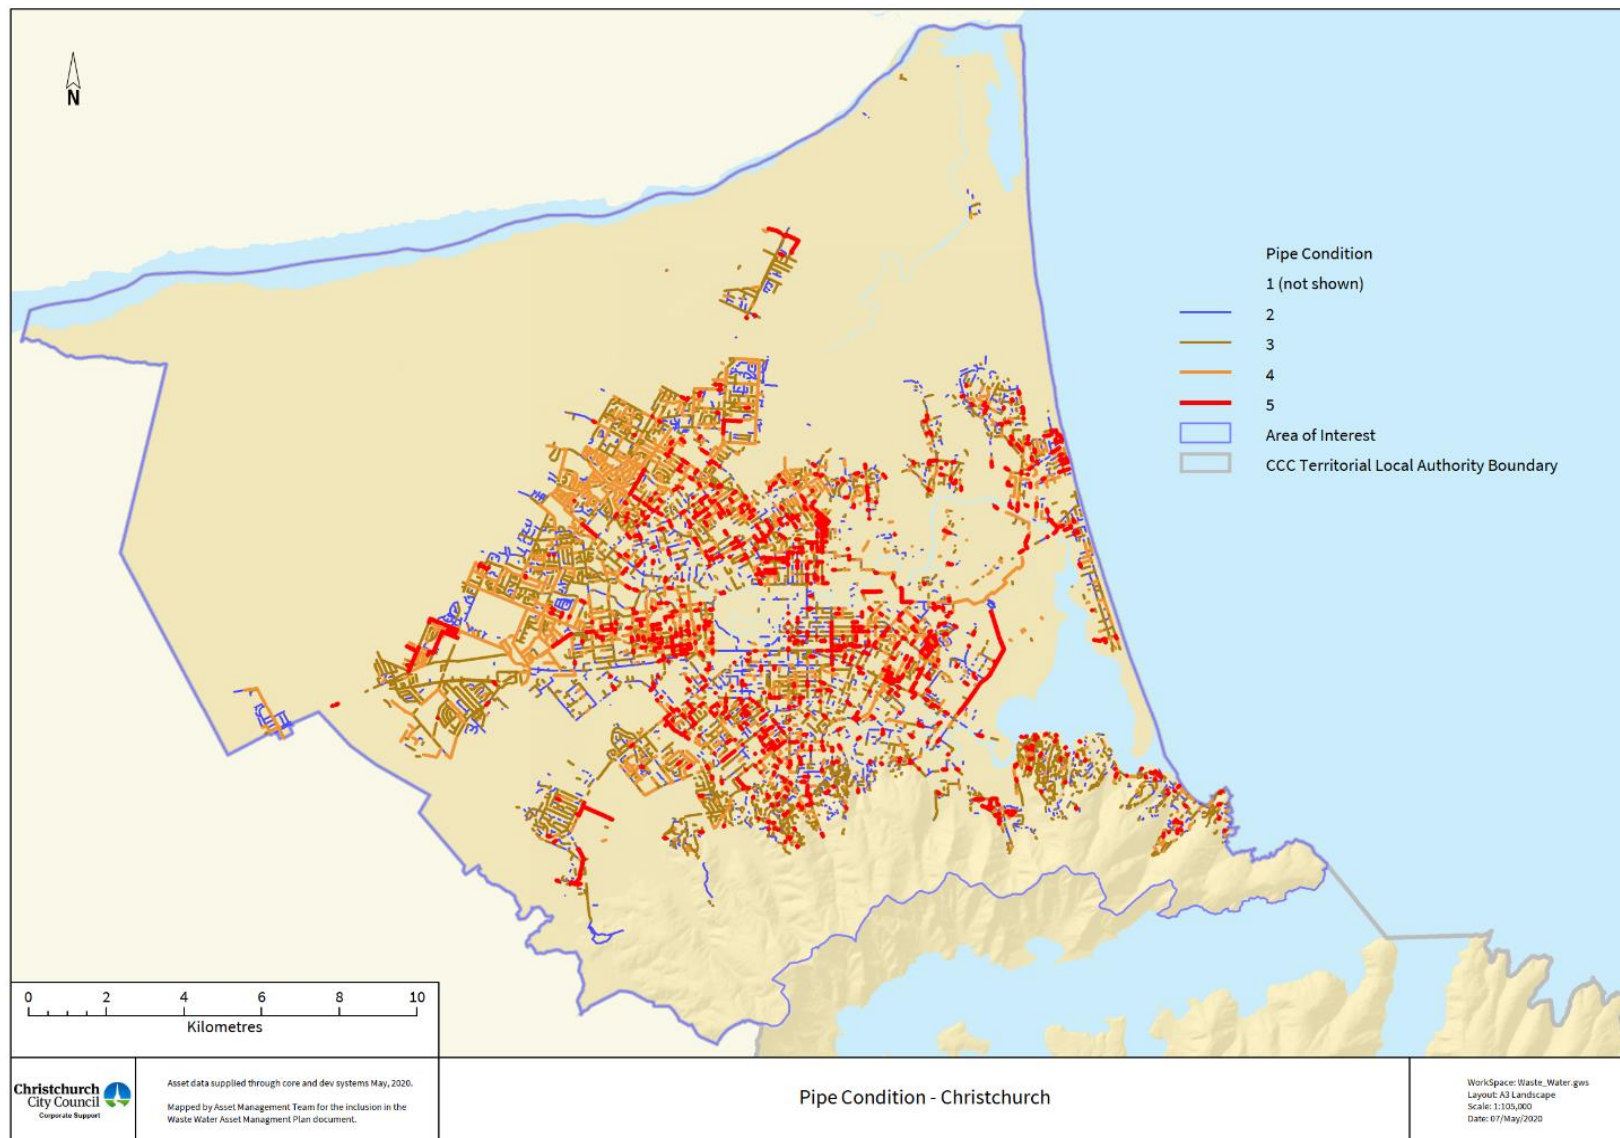 N
Pipe Condition
1 (not shown)
2
3
4
5
Area of Interest
CCC Territorial Local Authority Boundary
0 2 4 6 8 10
Kilometres
Christchurch
City Council
Corporate Support
Asset data supplied through core and dev systems May, 2020.
Mapped by Asset Management Team for the inclusion in the
Waste Water Asset Managment Plan document.
Pipe Condition - Christchurch
WorkSpace: Waste_Water.gws
Layout: A3 Landscape
Scale: 1:105,000
Date: 07/May/2020